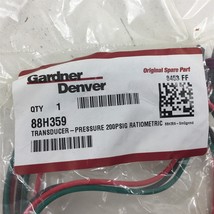 Gardner
Denver
Original Spare Part
QTY 1
88H359
TRANSDUCER-PRESSURE 200PSIG RATIOMETRIC